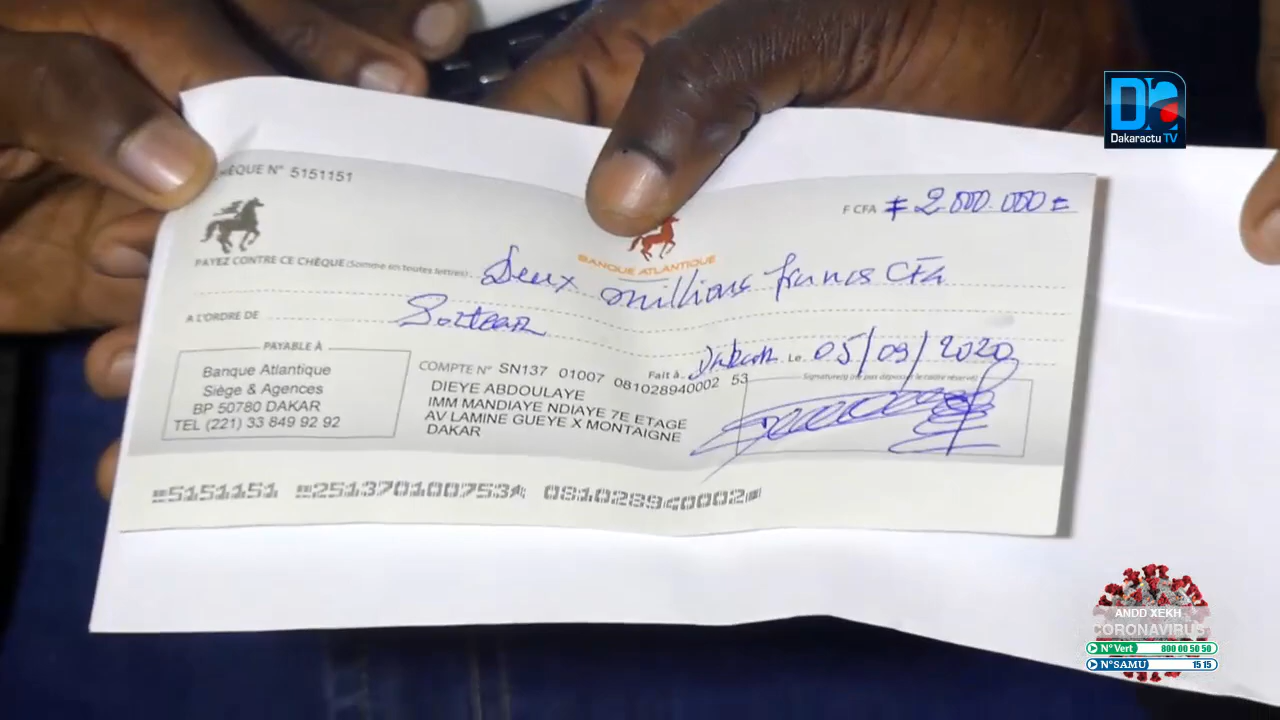 Dakaractu TV
CHÈQUE N° 5151151
F CFA # 2.000.000 =
BANQUE ATLANTIQUE
PAYEZ CONTRE CE CHÈQUE (Somme en toutes lettres) Deux millions francs CFA
A L'ORDRE DE
PAYABLE À
Banque Atlantique
Siège & Agences
BP 50780 DAKAR
TEL (221) 33 849 92 92
Fait à Dakar Le 05/09/2020
COMPTE N° SN137 01007 081028940002 53
DIEYE ABDOULAYE
IMM MANDIAYE NDIAYE 7E ETAGE
AV LAMINE GUEYE X MONTAIGNE
DAKAR
5151151 251370100753 081028940002
ANDD XEKH
CORONAVIRUS
N° Vert 800 00 50 50
N° SAMU 15 15